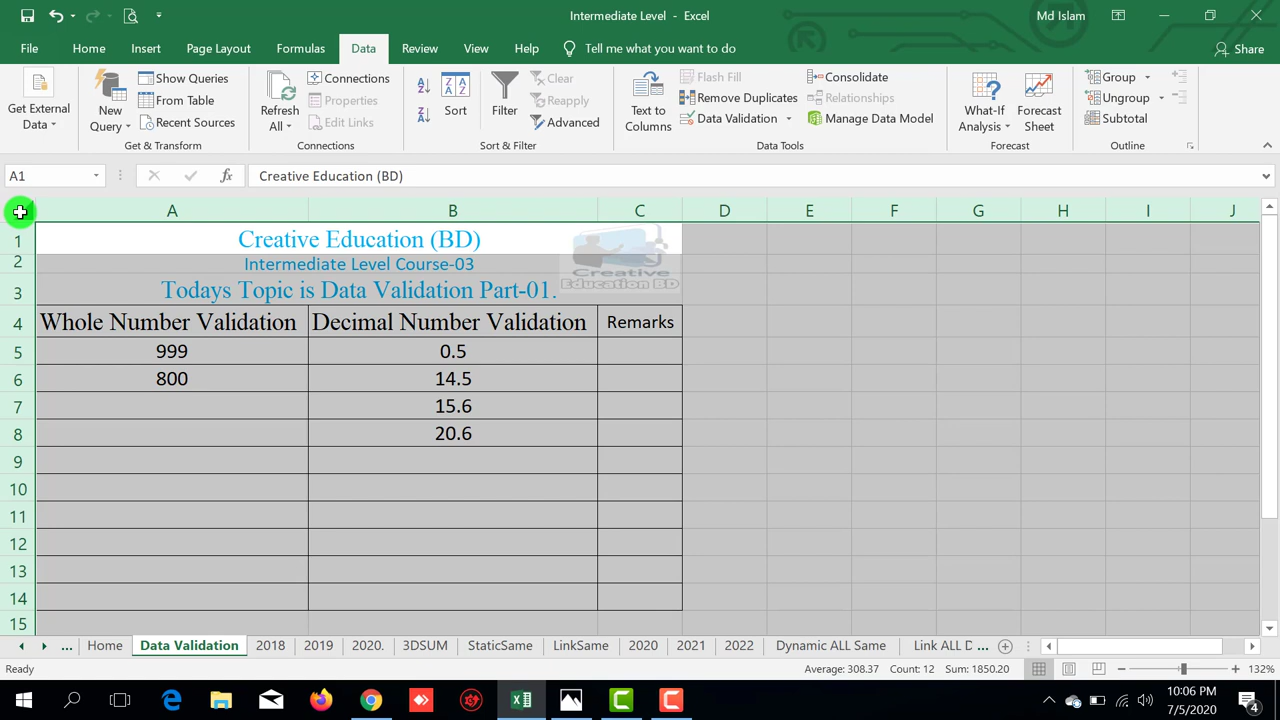 Intermediate Level - Excel
Md Islam
File Home Insert Page Layout Formulas Data Review View Help Tell me what you want to do Share
Get External Data
New Query
Show Queries
From Table
Recent Sources
Get & Transform
Refresh All
Connections
Properties
Edit Links
Connections
Sort
Filter
Clear
Reapply
Advanced
Sort & Filter
Text to Columns
Flash Fill
Remove Duplicates
Data Validation
Consolidate
Relationships
Manage Data Model
Data Tools
What-If Analysis
Forecast Sheet
Forecast
Group
Ungroup
Subtotal
Outline
A1 fx Creative Education (BD)
A B C D E F G H I J
1 Creative Education (BD)
2 Intermediate Level Course-03
3 Todays Topic is Data Validation Part-01.
Creative
Education BD
4 Whole Number Validation Decimal Number Validation Remarks
5 999 0.5
6 800 14.5
7 15.6
8 20.6
9
10
11
12
13
14
15
... Home Data Validation 2018 2019 2020. 3DSUM StaticSame LinkSame 2020 2021 2022 Dynamic ALL Same Link ALL D ...
Ready Average: 308.37 Count: 12 Sum: 1850.20 132%
10:06 PM
7/5/2020
4